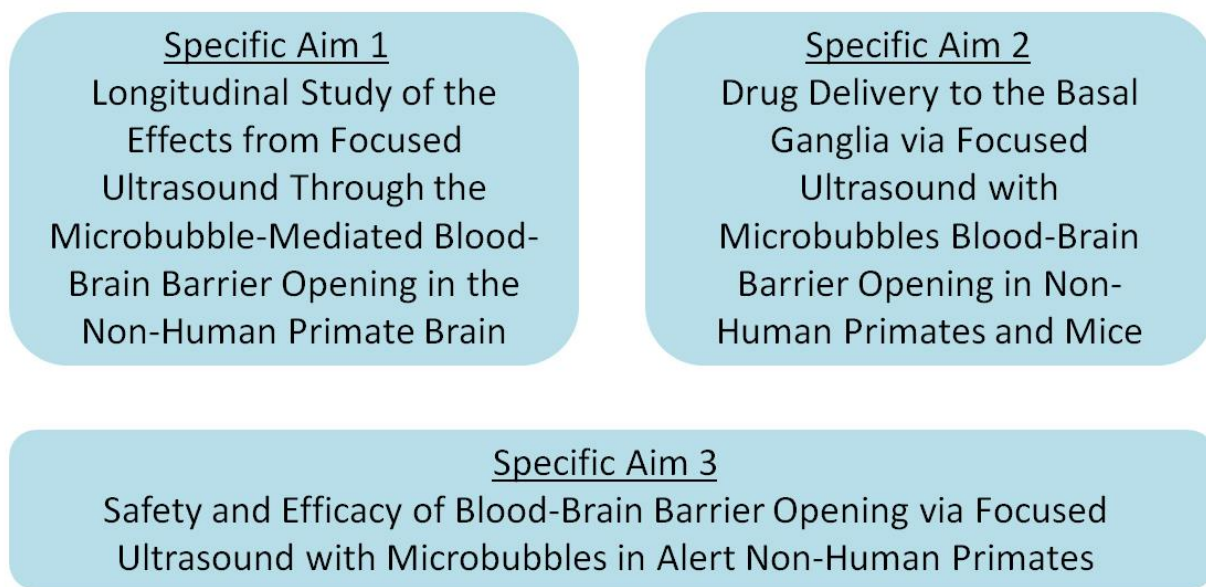 Specific Aim 1
Longitudinal Study of the
Effects from Focused
Ultrasound Through the
Microbubble-Mediated Blood-
Brain Barrier Opening in the
Non-Human Primate Brain
Specific Aim 2
Drug Delivery to the Basal
Ganglia via Focused
Ultrasound with
Microbubbles Blood-Brain
Barrier Opening in Non-
Human Primates and Mice
Specific Aim 3
Safety and Efficacy of Blood-Brain Barrier Opening via Focused
Ultrasound with Microbubbles in Alert Non-Human Primates